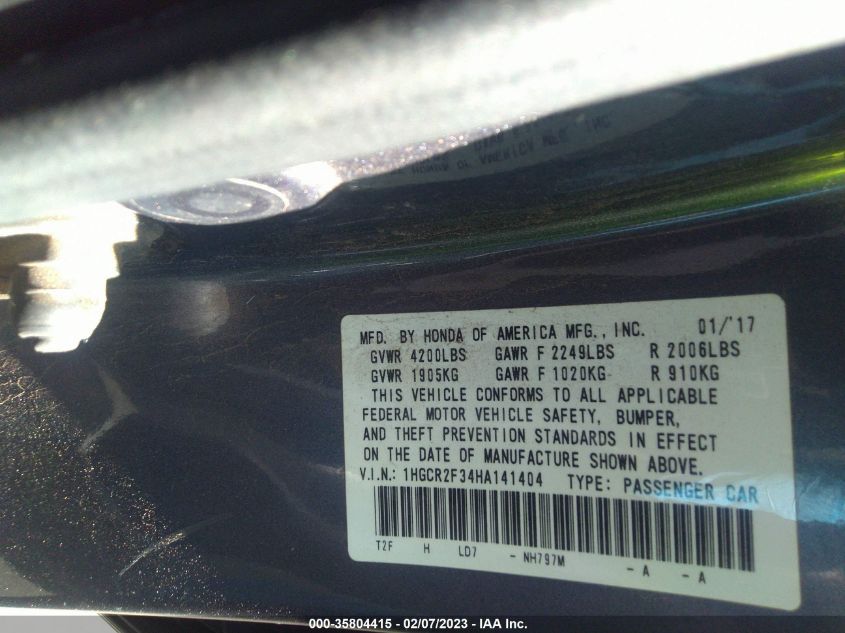 MFD. BY HONDA OF AMERICA MFG., INC. 01/'17
GVWR 4200LBS GAWR F 2249LBS R 2006LBS
GVWR 1905KG GAWR F 1020KG R 910KG
THIS VEHICLE CONFORMS TO ALL APPLICABLE
FEDERAL MOTOR VEHICLE SAFETY, BUMPER,
AND THEFT PREVENTION STANDARDS IN EFFECT
ON THE DATE OF MANUFACTURE SHOWN ABOVE.
V.I.N.: 1HGCR2F34HA141404 TYPE: PASSENGER CAR
T2F H LD7 - NH797M - A - A
000-35804415 - 02/07/2023 - IAA Inc.